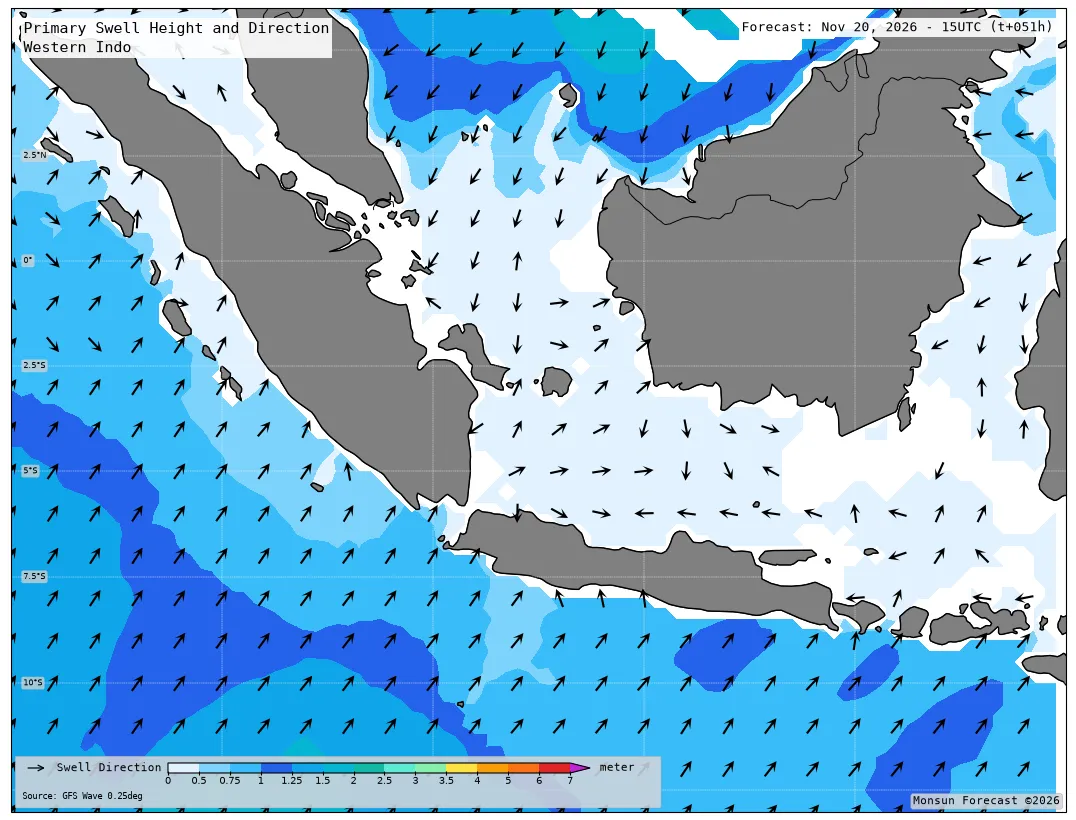 Primary Swell Height and Direction
Western Indo
Forecast: Nov 20, 2026 - 15UTC (t+051h)
2.5°N
0°
2.5°S
5°S
7.5°S
10°S
Swell Direction
0 0.5 0.75 1 1.25 1.5 2 2.5 3 3.5 4 5 6 7
meter
Source: GFS Wave 0.25deg
Monsun Forecast ©2026